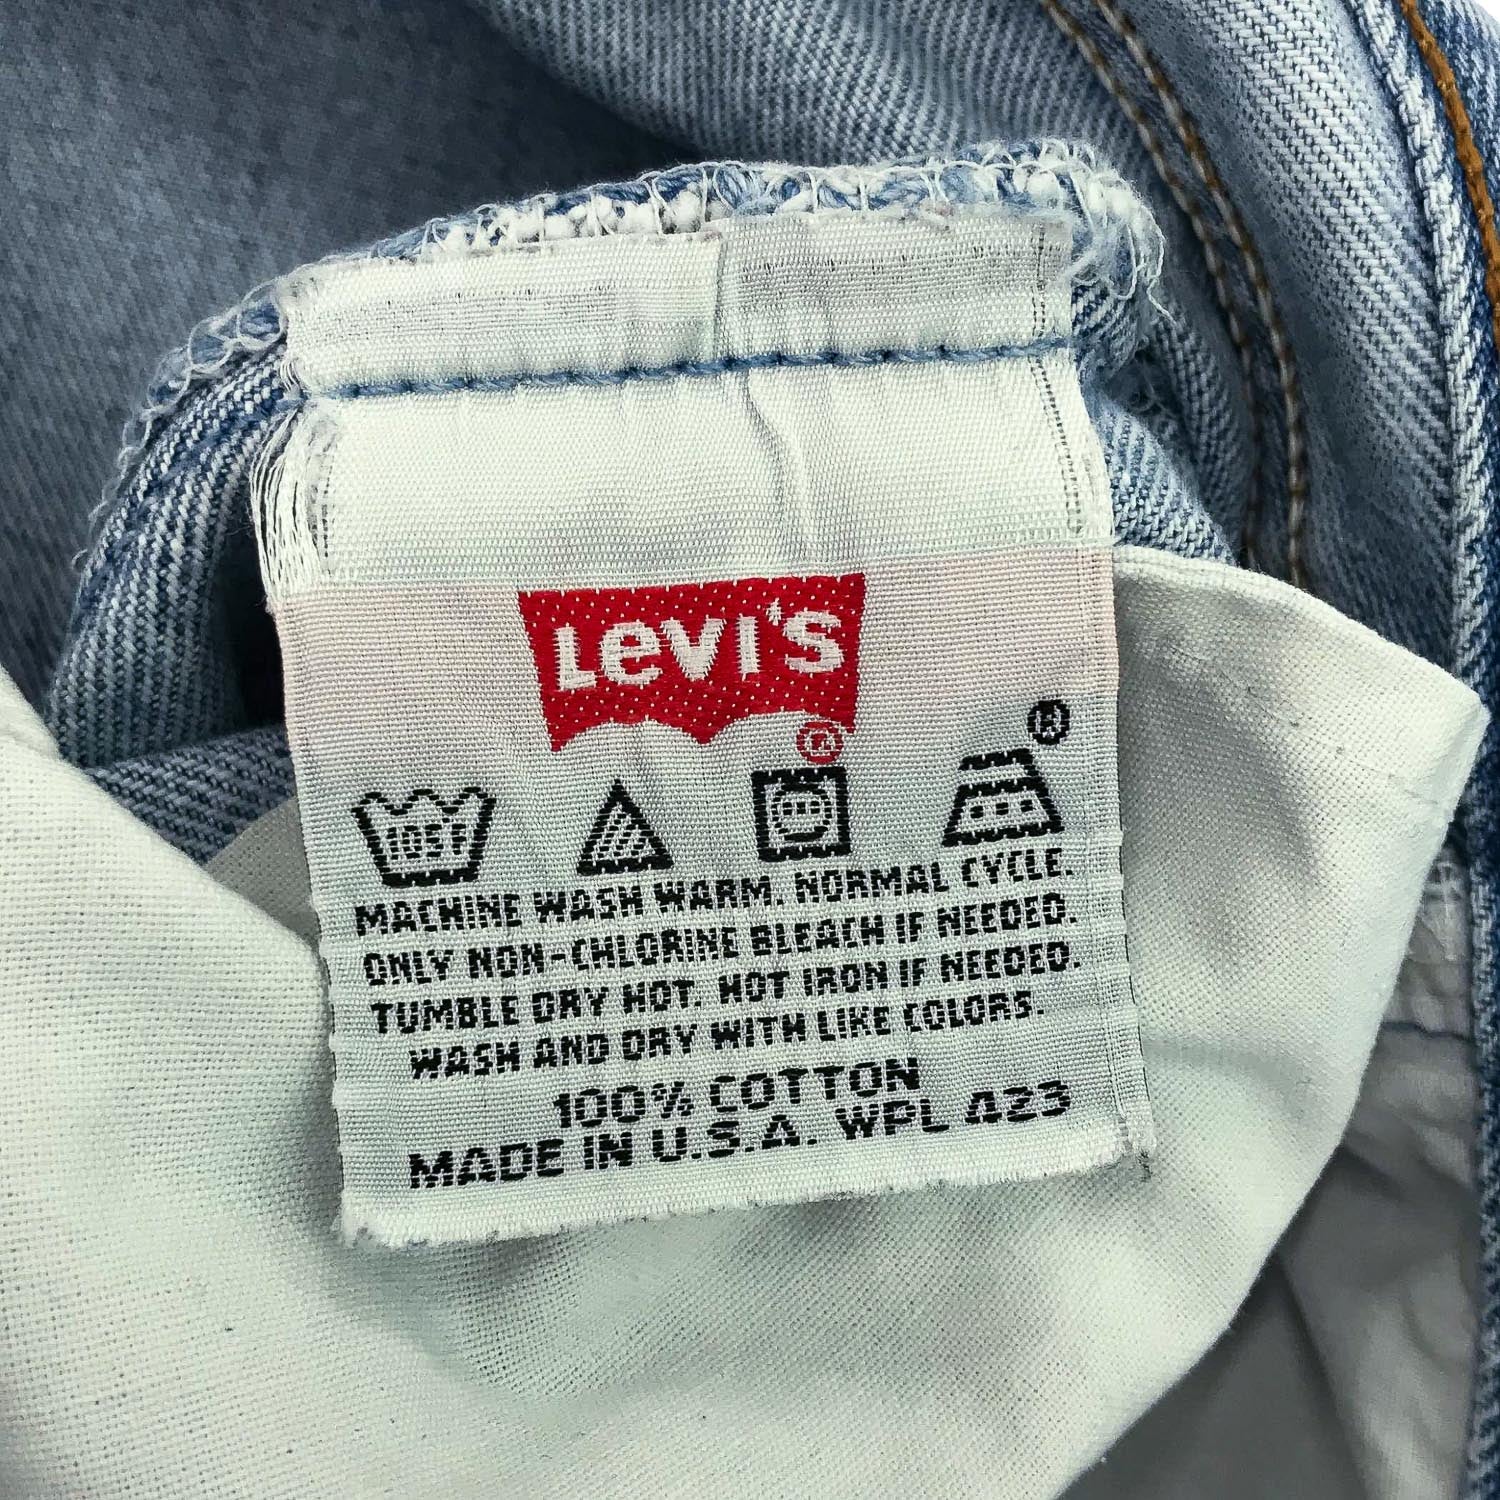 LEVI'S
®
®
105F
MACHINE WASH WARM. NORMAL CYCLE.
ONLY NON-CHLORINE BLEACH IF NEEDED.
TUMBLE DRY HOT. HOT IRON IF NEEDED.
WASH AND DRY WITH LIKE COLORS.
100% COTTON
MADE IN U.S.A. WPL 423